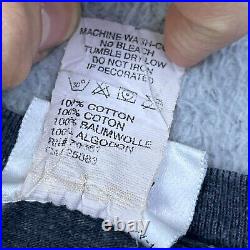 MACHINE WASH
NO BLEACH
TUMBLE DRY LOW
DO NOT IRON
IF DECORATED
100% COTTON
100% COTON
100% BAUMWOLLE
100% ALGODON